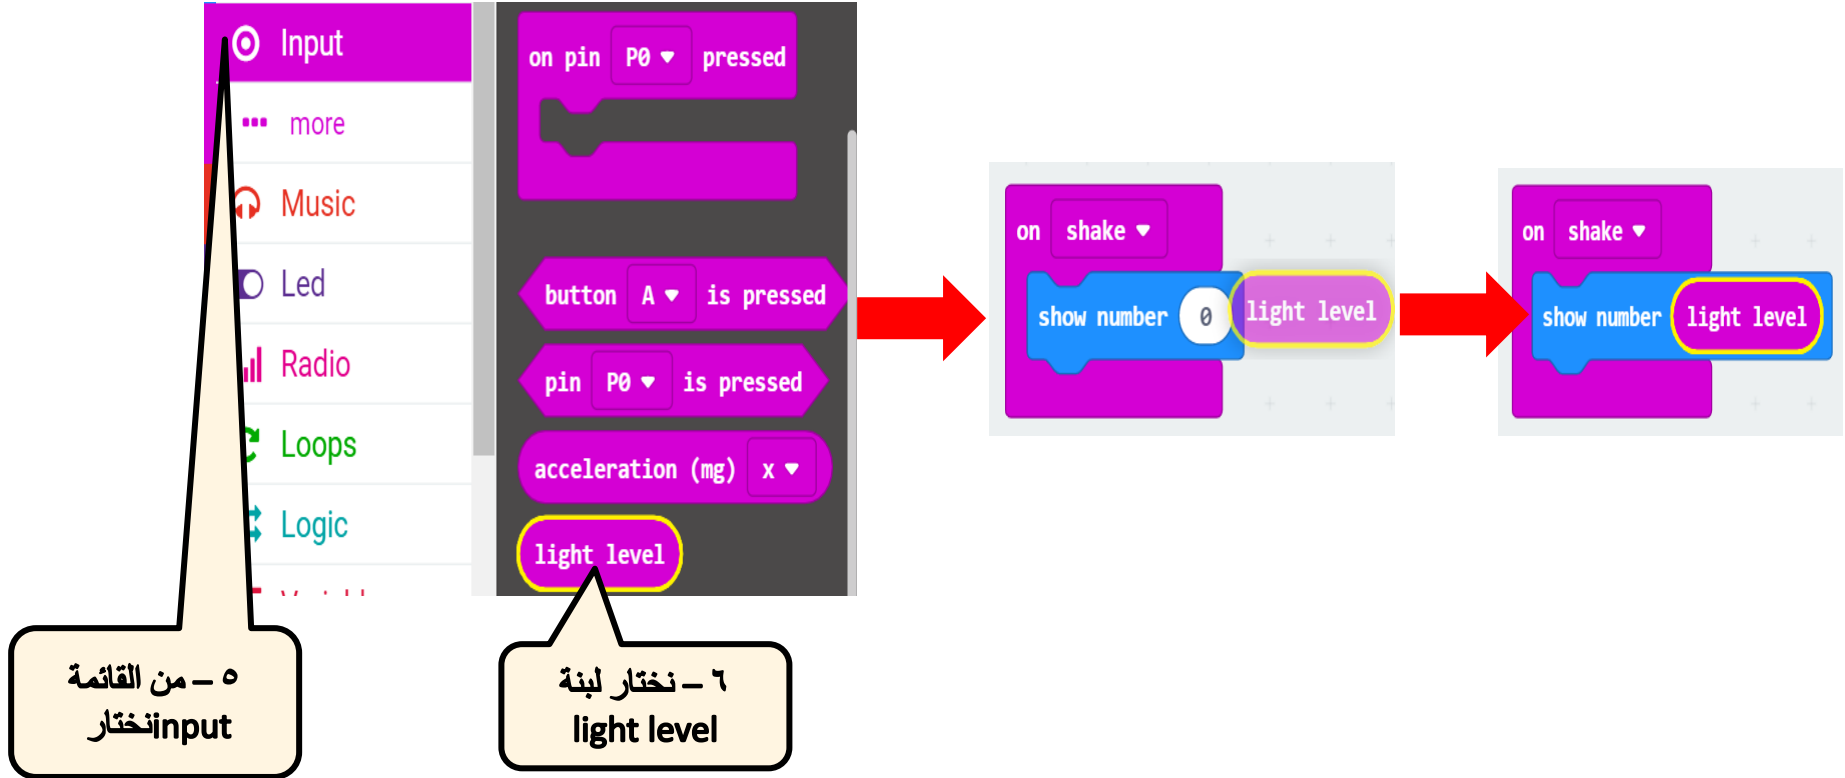 Input
more
Music
Led
Radio
Loops
Logic
on pin P0 pressed
button A is pressed
pin P0 is pressed
acceleration (mg) x
light level
on shake
show number 0 light level
on shake
show number light level
٥ – من القائمة
نختارinput
٦ – نختار لبنة
light level